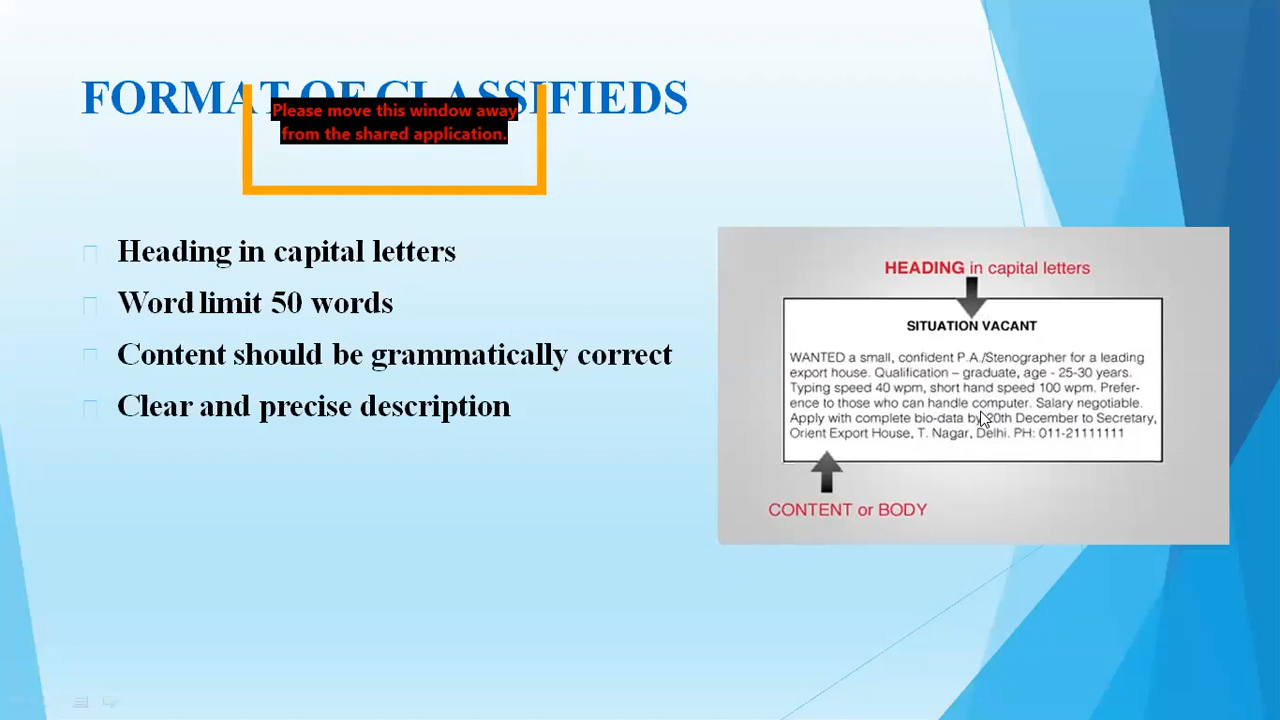 FORMAT OF CLASSIFIEDS
Please move this window away
from the shared application.
Heading in capital letters
Word limit 50 words
Content should be grammatically correct
Clear and precise description
HEADING in capital letters
SITUATION VACANT
WANTED a small, confident P.A./Stenographer for a leading
export house. Qualification – graduate, age - 25-30 years.
Typing speed 40 wpm, short hand speed 100 wpm. Prefer-
ence to those who can handle computer. Salary negotiable.
Apply with complete bio-data by 20th December to Secretary,
Orient Export House, T. Nagar, Delhi. PH: 011-21111111
CONTENT or BODY